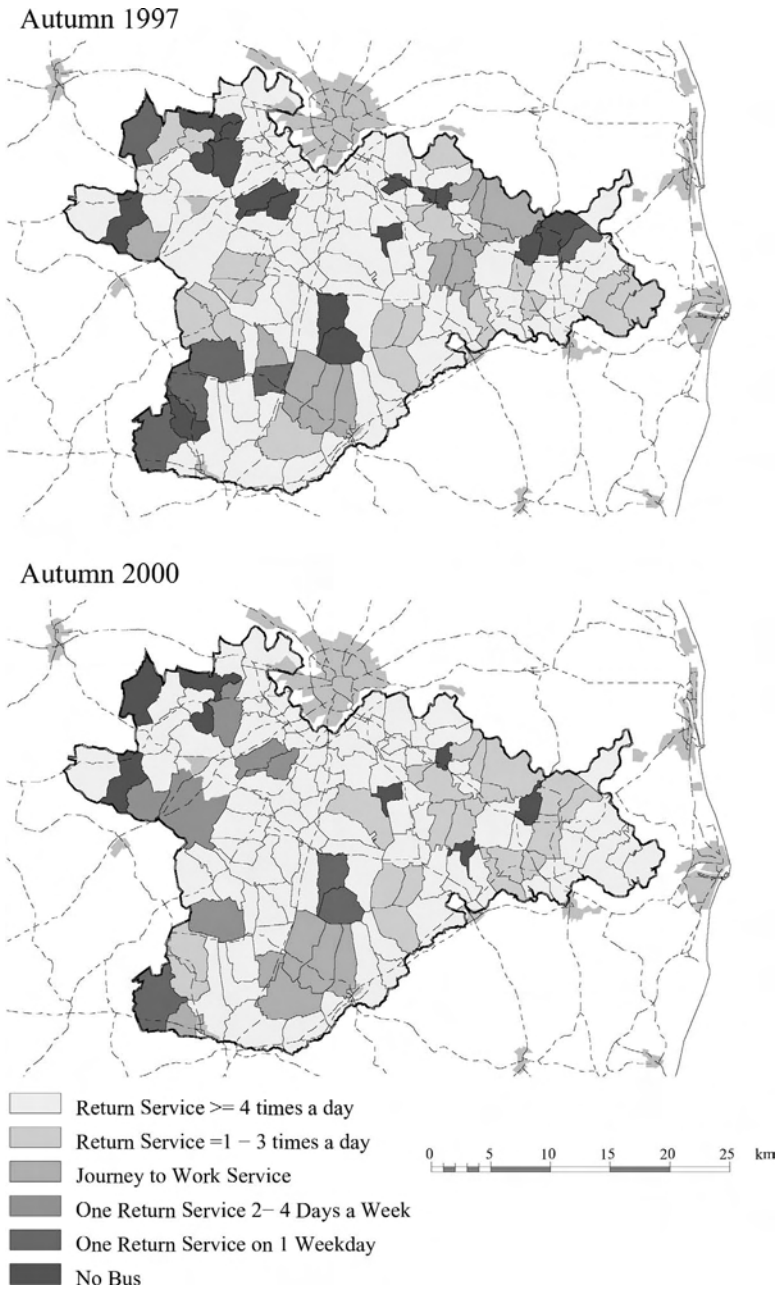 Autumn 1997
Autumn 2000
Return Service >= 4 times a day
Return Service =1 − 3 times a day
Journey to Work Service
One Return Service 2− 4 Days a Week
One Return Service on 1 Weekday
No Bus
0 5 10 15 20 25 km